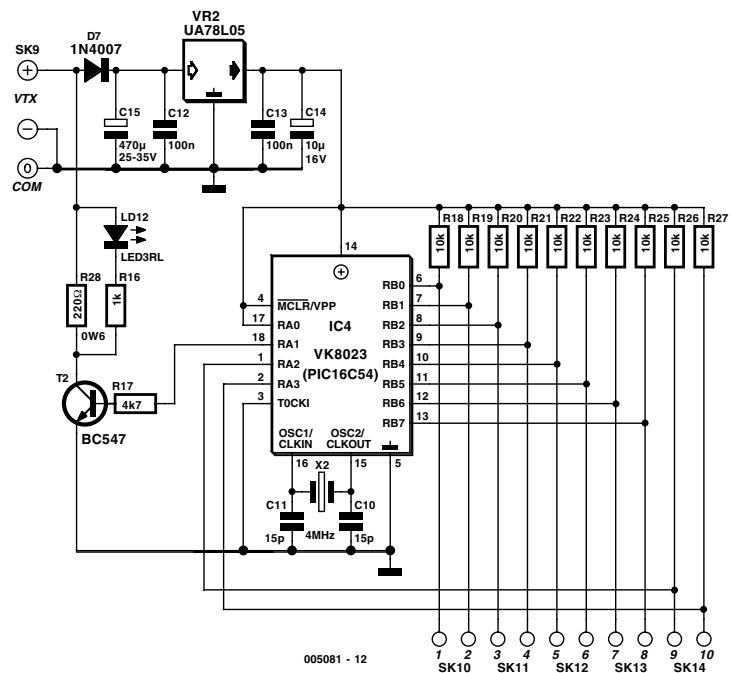 VR2
UA78L05
D7
1N4007
SK9
+
VTX
−
0
COM
C15
470µ
25-35V
C12
100n
C13
100n
C14
10µ
16V
LD12
LED3RL
R28
220Ω
0W6
R16
1k
T2
BC547
R17
4k7
R18
10k
R19
10k
R20
10k
R21
10k
R22
10k
R23
10k
R24
10k
R25
10k
R26
10k
R27
10k
14
+
4
MCLR/VPP
17
RA0
18
RA1
1
RA2
2
RA3
3
T0CKI
IC4
VK8023
(PIC16C54)
RB0
6
RB1
7
RB2
8
RB3
9
RB4
10
RB5
11
RB6
12
RB7
13
OSC1/
CLKIN
OSC2/
CLKOUT
16
15
5
X2
4MHz
C11
15p
C10
15p
1 2 3 4 5 6 7 8 9 10
SK10 SK11 SK12 SK13 SK14
005081 - 12